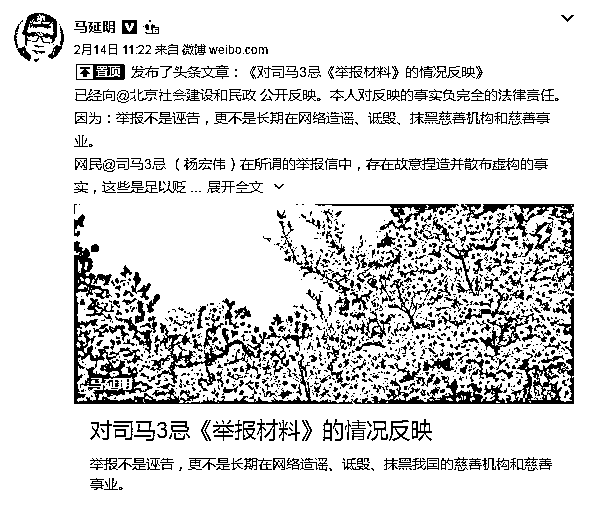 马延明 V
2月14日 11:22 来自 微博 weibo.com
置顶 发布了头条文章：《对司马3忌《举报材料》的情况反映》
已经向@北京社会建设和民政 公开反映。本人对反映的事实负完全的法律责任。
因为：举报不是诬告，更不是长期在网络造谣、诋毁、抹黑慈善机构和慈善事
业。
网民@司马3忌 （杨宏伟）在所谓的举报信中，存在故意捏造并散布虚构的事
实，这些是足以贬 ... 展开全文
马延明
对司马3忌《举报材料》的情况反映
举报不是诬告，更不是长期在网络造谣、诋毁、抹黑我国的慈善机构和慈善
事业。